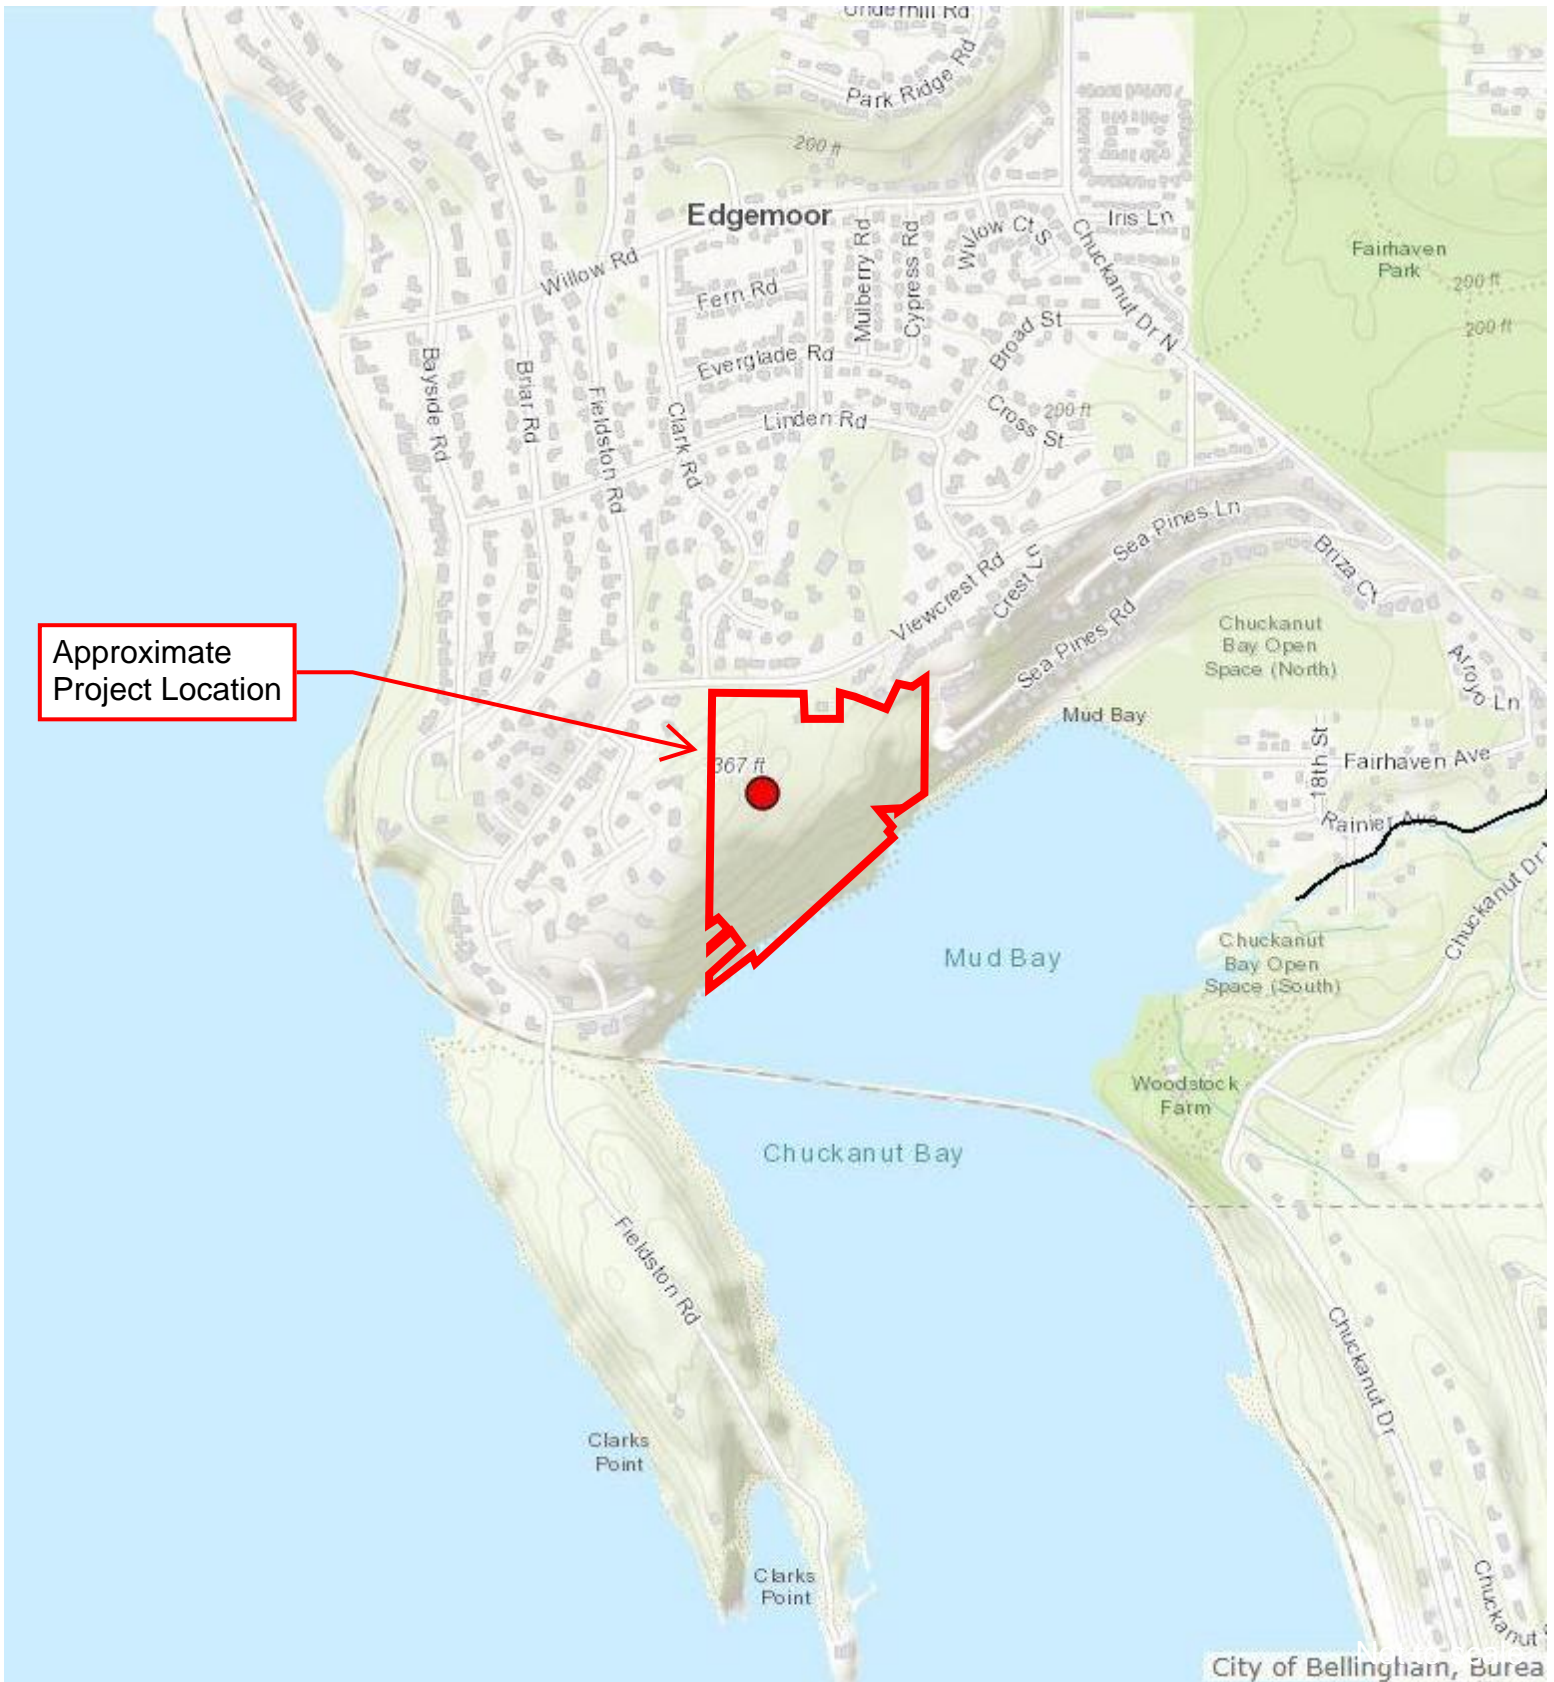 Underhill Rd
Park Ridge Rd
200 ft
Edgemoor
Iris Ln
Willow Ct S
Chuckanut Dr N
Fairhaven
Park
200 ft
200 ft
Willow Rd
Fern Rd
Mulberry Rd
Cypress Rd
Broad St
Everglade Rd
Bayside Rd
Briar Rd
Fieldston Rd
Clark Rd
Linden Rd
Cross St
200 ft
Sea Pines Ln
Briza Ct
Viewcrest Rd
Crest Ln
Sea Pines Rd
Chuckanut
Bay Open
Space (North)
Arroyo Ln
Approximate
Project Location
Mud Bay
18th St
Fairhaven Ave
367 ft
Rainier Ave
Chuckanut Dr N
Mud Bay
Chuckanut
Bay Open
Space (South)
Woodstock
Farm
Chuckanut Bay
Fieldston Rd
Chuckanut Dr
Clarks
Point
Clarks
Point
Chuckanut
City of Bellingham, Burea